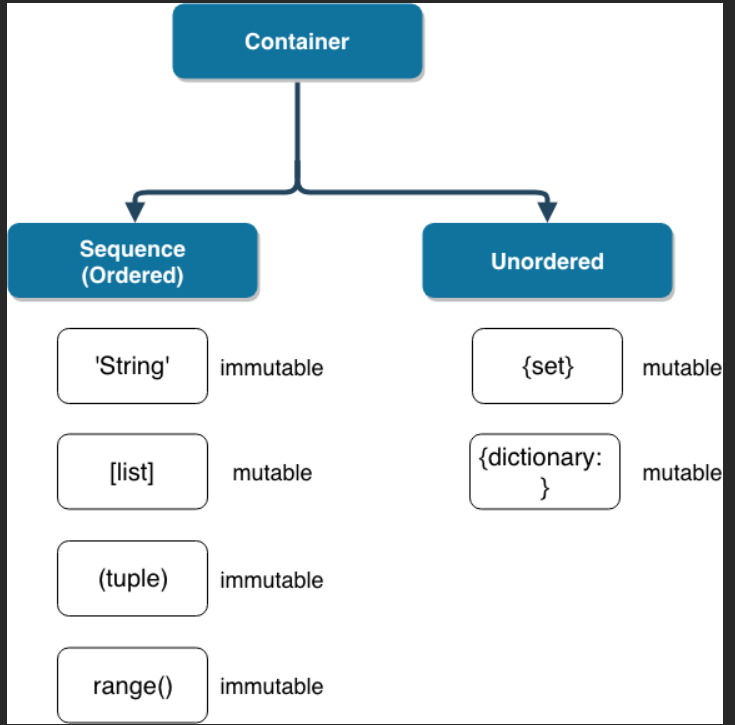 Container
Sequence
(Ordered)
Unordered
'String'
immutable
{set}
mutable
[list]
mutable
{dictionary:
}
mutable
(tuple)
immutable
range()
immutable